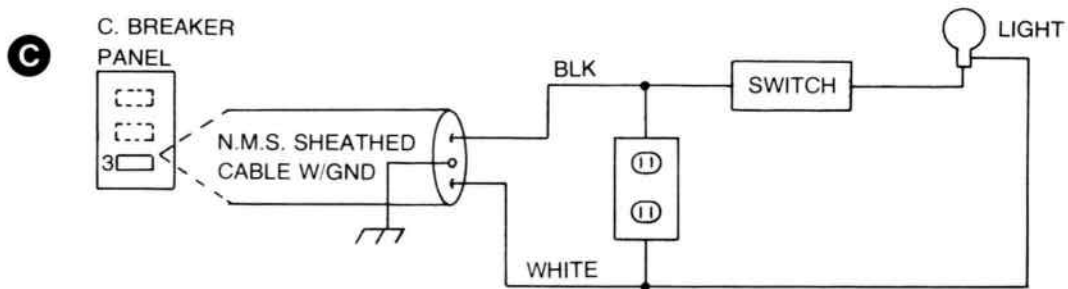 C
C. BREAKER
PANEL
3
N.M.S. SHEATHED
CABLE W/GND
BLK
WHITE
SWITCH
LIGHT